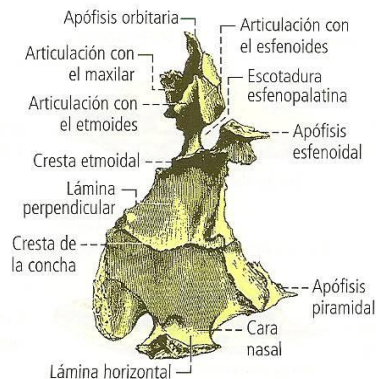 Apófisis orbitaria
Articulación con
el esfenoides
Articulación con
el maxilar
Escotadura
esfenopalatina
Articulación con
el etmoides
Apófisis
esfenoidal
Cresta etmoidal
Lámina
perpendicular
Cresta de
la concha
Apófisis
piramidal
Cara
nasal
Lámina horizontal